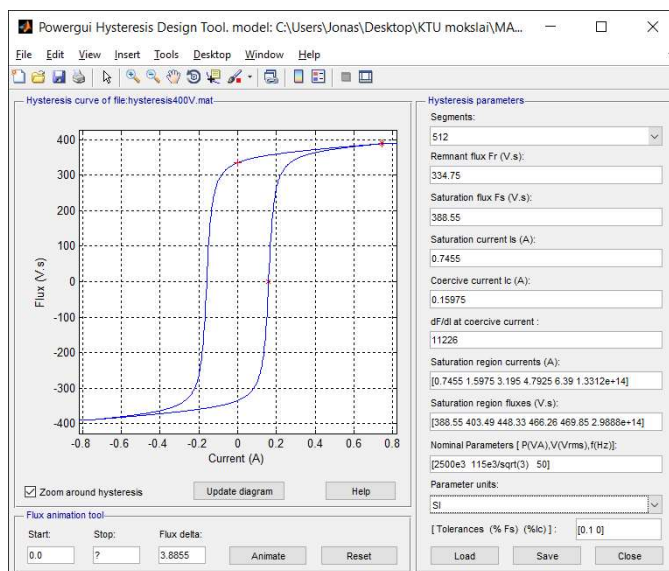 Powergui Hysteresis Design Tool. model: C:\Users\Jonas\Desktop\KTU mokslai\MA...
File Edit View Insert Tools Desktop Window Help
Hysteresis curve of file:hysteresis400V.mat
400
300
200
100
0
-100
-200
-300
-400
Flux (V.s)
-0.8 -0.6 -0.4 -0.2 0 0.2 0.4 0.6 0.8
Current (A)
Zoom around hysteresis
Update diagram
Help
Flux animation tool
Start: Stop: Flux delta:
0.0 ? 3.8855 Animate Reset
Hysteresis parameters
Segments:
512
Remnant flux Fr (V.s):
334.75
Saturation flux Fs (V.s):
388.55
Saturation current Is (A):
0.7455
Coercive current Ic (A):
0.15975
dF/dI at coercive current :
11226
Saturation region currents (A):
[0.7455 1.5975 3.195 4.7925 6.39 1.3312e+14]
Saturation region fluxes (V.s):
[388.55 403.49 448.33 466.26 469.85 2.9888e+14]
Nominal Parameters [ P(VA),V(Vrms),f(Hz)]:
[2500e3 115e3/sqrt(3) 50]
Parameter units:
SI
[ Tolerances (% Fs) (%Ic) ] : [0.1 0]
Load Save Close